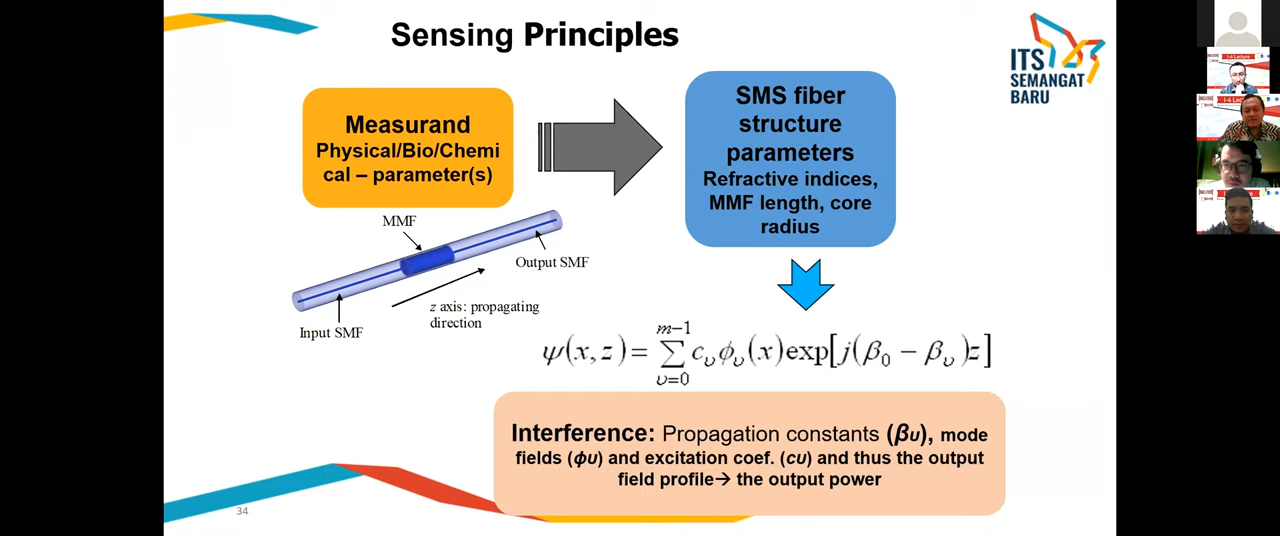 Sensing Principles
ITS
SEMANGAT
BARU
Measurand
Physical/Bio/Chemi
cal – parameter(s)
SMS fiber
structure
parameters
Refractive indices,
MMF length, core
radius
MMF
Output SMF
z axis: propagating
direction
Input SMF
ψ(x, z) = ∑_{υ=0}^{m−1} c_υ ϕ_υ(x) exp[j(β_0 − β_υ)z]
Interference: Propagation constants (βυ), mode
fields (ϕυ) and excitation coef. (cυ) and thus the output
field profile→ the output power
34